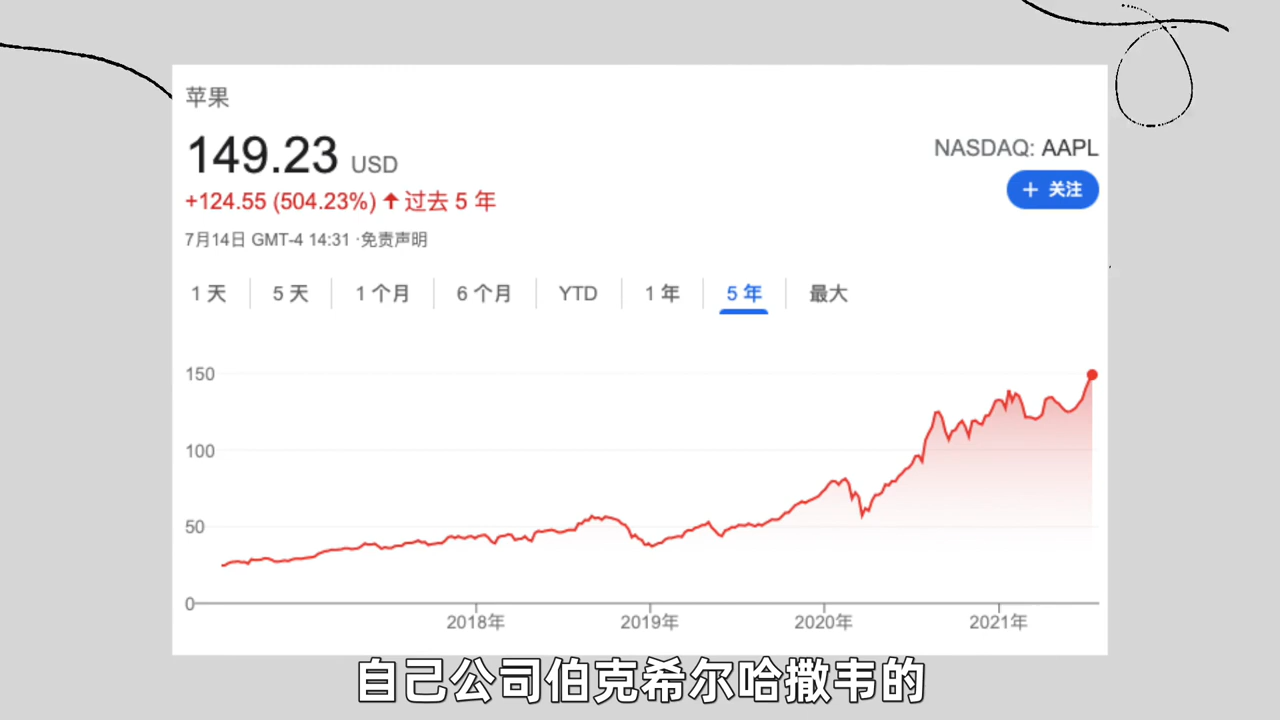 苹果
149.23 USD
NASDAQ: AAPL
+124.55 (504.23%) ↑ 过去 5 年
+ 关注
7月14日 GMT-4 14:31 ·免责声明
1 天 5 天 1 个月 6 个月 YTD 1 年 5 年 最大
150
100
50
0
2018年 2019年 2020年 2021年
自己公司伯克希尔哈撒韦的